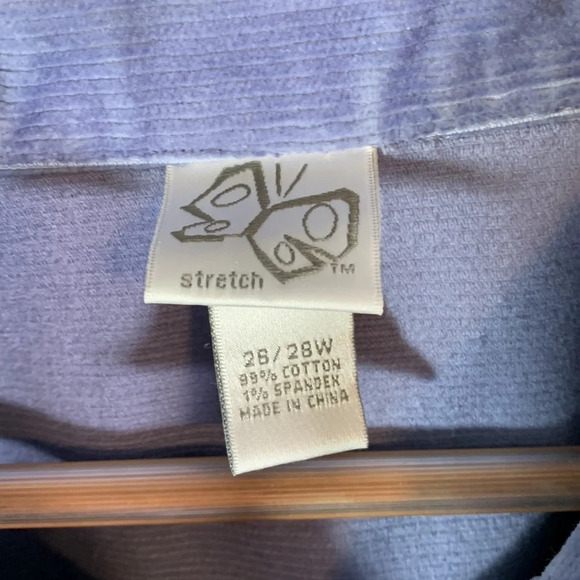 stretch TM
26/28W
99% COTTON
1% SPANDEX
MADE IN CHINA